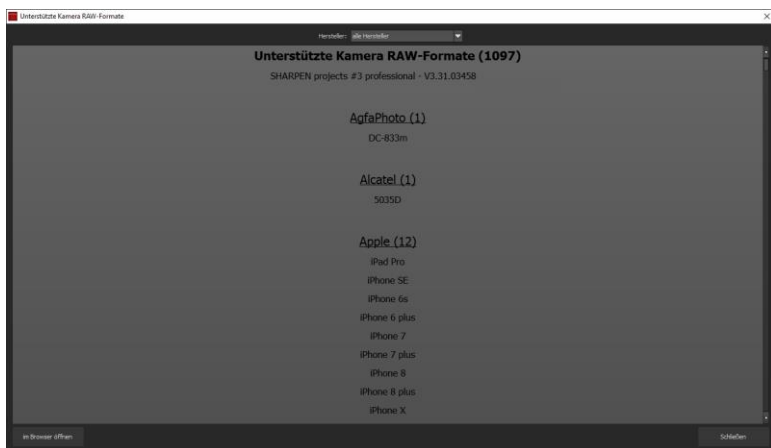 Unterstützte Kamera RAW-Formate
Hersteller: alle Hersteller
Unterstützte Kamera RAW-Formate (1097)
SHARPEN projects #3 professional - V3.31.03458
AgfaPhoto (1)
DC-833m
Alcatel (1)
5035D
Apple (12)
iPad Pro
iPhone SE
iPhone 6s
iPhone 6 plus
iPhone 7
iPhone 7 plus
iPhone 8
iPhone 8 plus
iPhone X
im Browser öffnen
Schließen